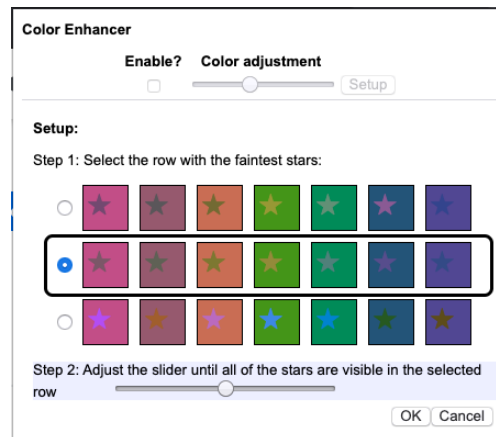 Color Enhancer
Enable? Color adjustment
Setup
Setup:
Step 1: Select the row with the faintest stars:
Step 2: Adjust the slider until all of the stars are visible in the selected
row
OK Cancel